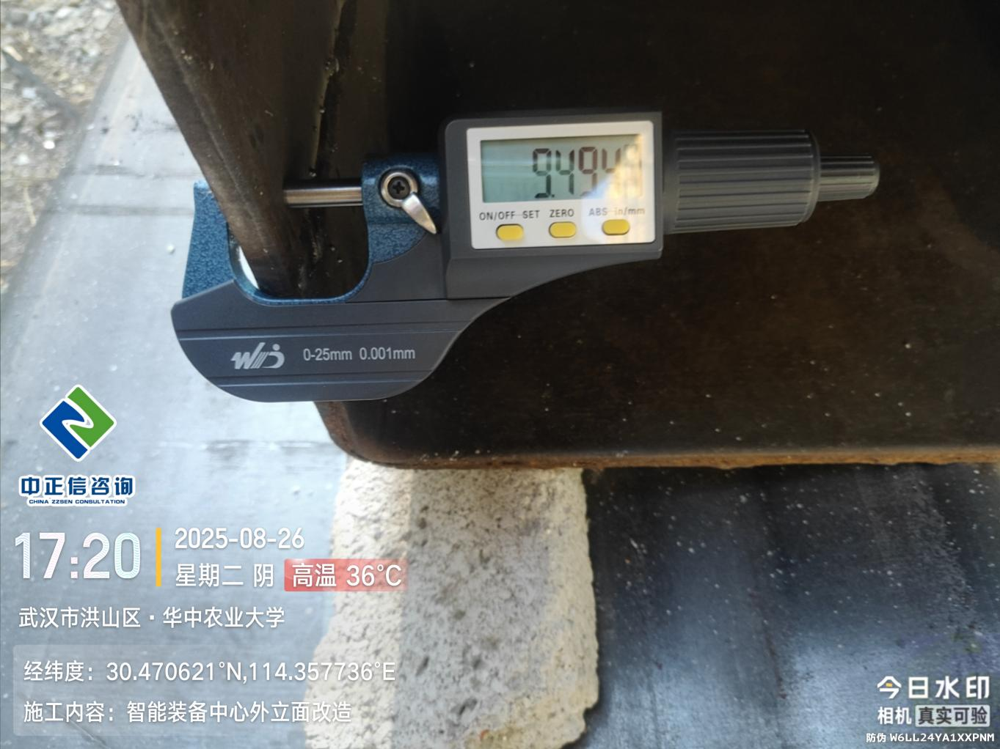 ON/OFF SET ZERO ABS in/mm
0-25mm 0.001mm
中正信咨询
CHINA ZZSEN CONSULTATION
17:20
2025-08-26
星期二 阴 高温 36°C
武汉市洪山区·华中农业大学
经纬度：30.470621°N,114.357736°E
施工内容：智能装备中心外立面改造
今日水印
相机 真实可验
防伪 W6LL24YA1XXPNM